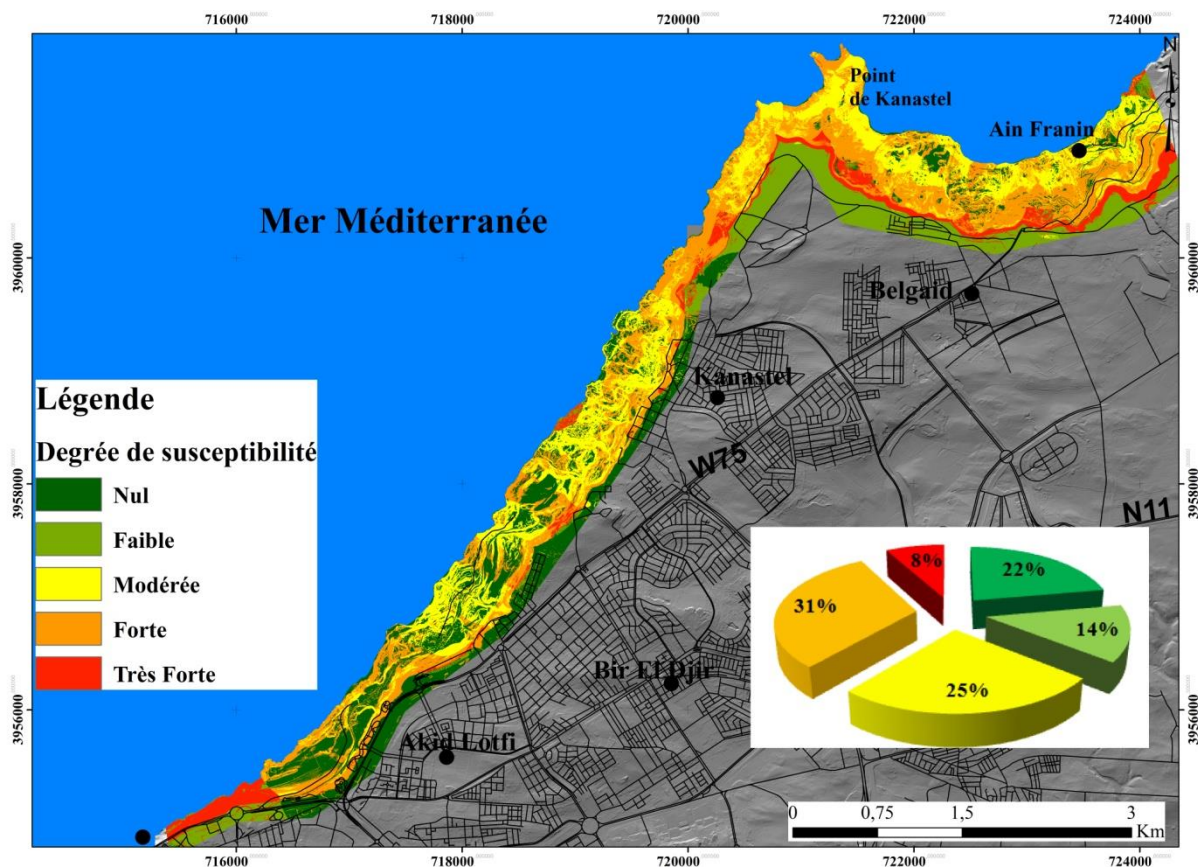 716000
718000
720000
722000
724000
N
Point
de Kanastel
Ain Franin
Mer Méditerranée
3960000
3960000
Belgaid
Kanastel
Légende
Degrée de susceptibilité
Nul
Faible
Modérée
Forte
Très Forte
W75
3958000
3958000
N11
8%
22%
31%
14%
25%
Bir El Djir
Akid Lotfi
3956000
3956000
0
0,75
1,5
3
Km
716000
718000
720000
722000
724000